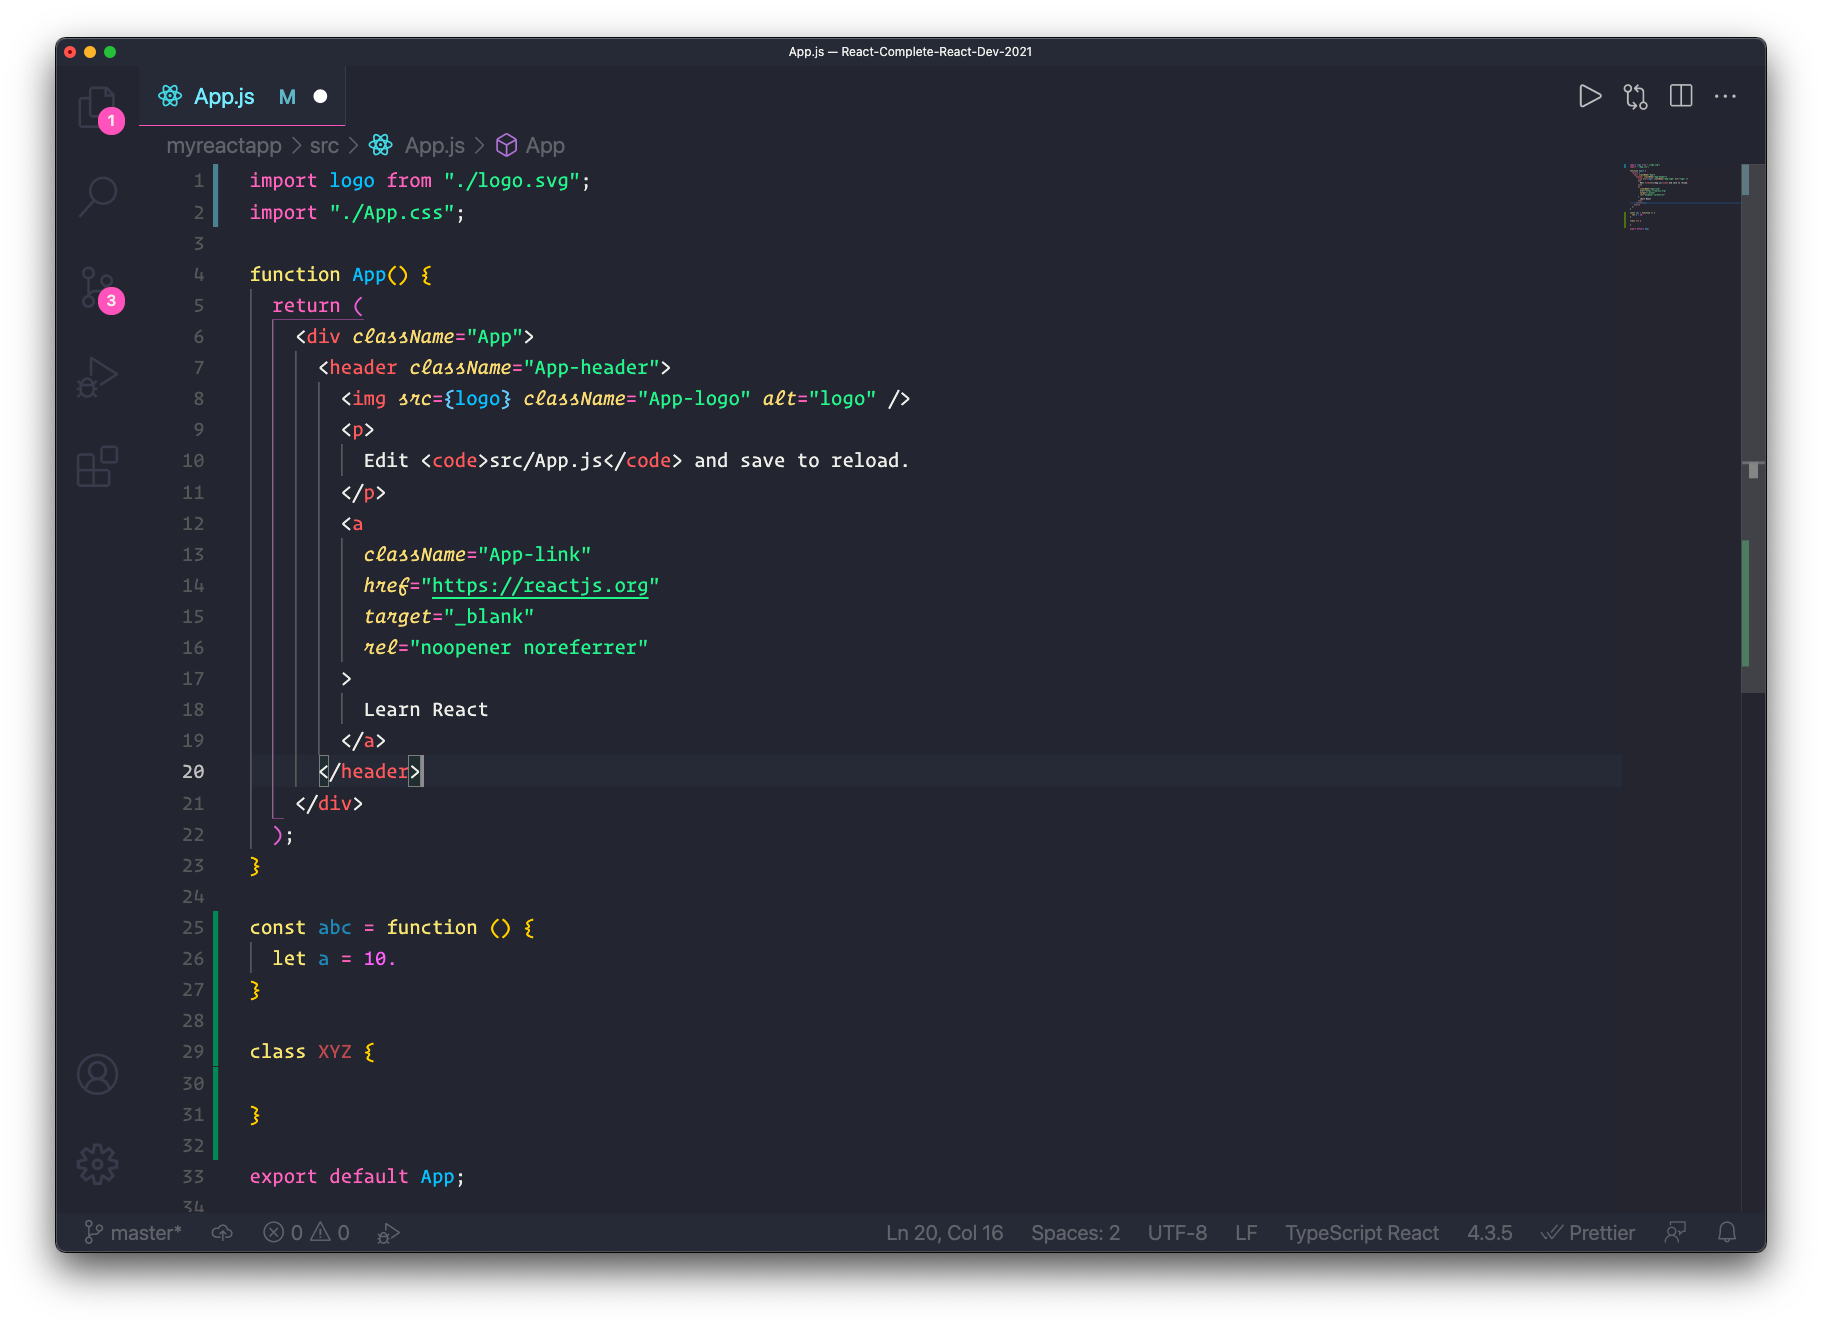 App.js — React-Complete-React-Dev-2021
App.js M
1
myreactapp > src > App.js > App
1 import logo from "./logo.svg";
2 import "./App.css";
3
4 function App() {
3
5 return (
6 <div className="App">
7 <header className="App-header">
8 <img src={logo} className="App-logo" alt="logo" />
9 <p>
10 Edit <code>src/App.js</code> and save to reload.
11 </p>
12 <a
13 className="App-link"
14 href="https://reactjs.org"
15 target="_blank"
16 rel="noopener noreferrer"
17 >
18 Learn React
19 </a>
20 </header>
21 </div>
22 );
23 }
24
25 const abc = function () {
26 let a = 10.
27 }
28
29 class XYZ {
30
31 }
32
33 export default App;
34
master* 0 0 Ln 20, Col 16 Spaces: 2 UTF-8 LF TypeScript React 4.3.5 Prettier